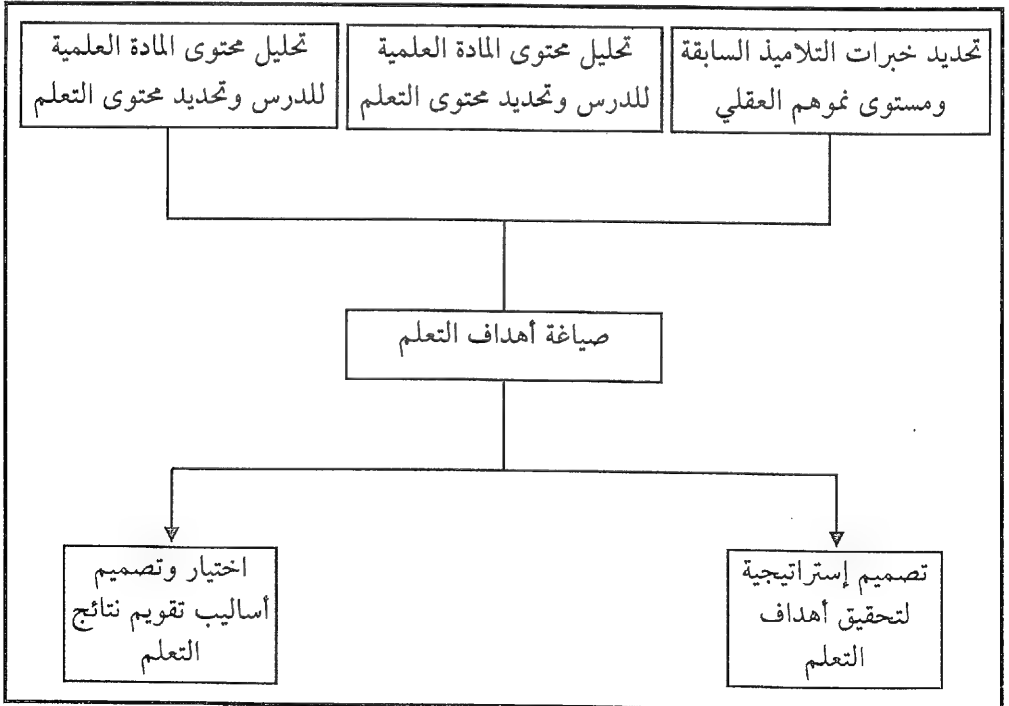 تحديد خبرات التلاميذ السابقة
ومستوى نموهم العقلي
تحليل محتوى المادة العلمية
للدرس وتحديد محتوى التعلم
تحليل محتوى المادة العلمية
للدرس وتحديد محتوى التعلم
صياغة أهداف التعلم
تصميم إستراتيجية
لتحقيق أهداف
التعلم
اختيار وتصميم
أساليب تقويم نتائج
التعلم